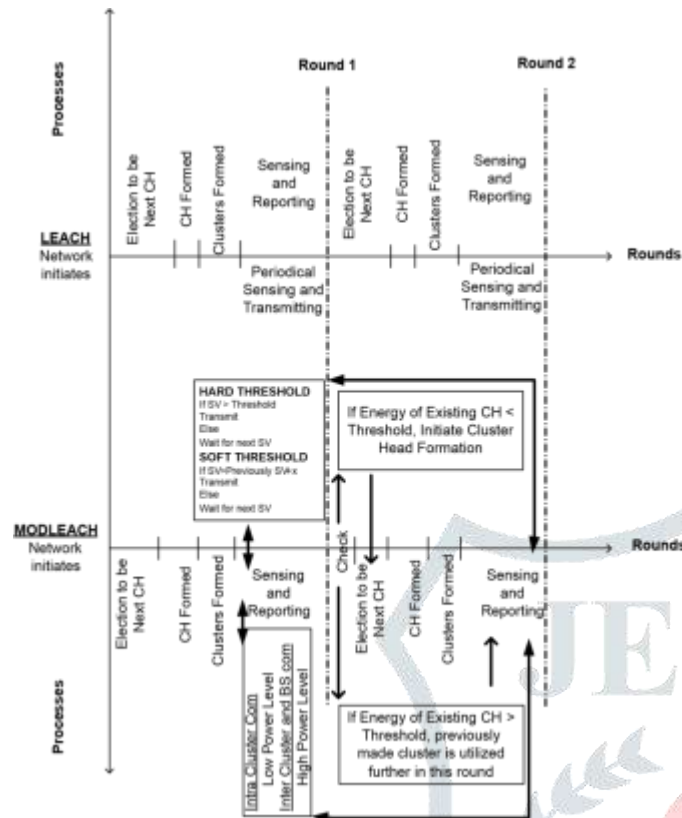 Round 1
Round 2
Processes
Election to be
Next CH
CH Formed
Clusters Formed
Sensing
and
Reporting
Election to be
Next CH
CH Formed
Clusters Formed
Sensing
and
Reporting
LEACH
Network
initiates
Rounds
Periodical
Sensing and
Transmitting
Periodical
Sensing and
Transmitting
HARD THRESHOLD
If SV > Threshold
Transmit
Else
Wait for next SV
SOFT THRESHOLD
Transmit
Else
Wait for next SV
If Energy of Existing CH <
Threshold, Initiate Cluster
Head Formation
MODLEACH
Network
initiates
Rounds
Check
Election to be
Next CH
CH Formed
Clusters Formed
Sensing
and
Reporting
Election to be
Next CH
CH Formed
Clusters Formed
Sensing
and
Reporting
Processes
Intra Cluster Com
Low Power Level
Inter Cluster and BS com
High Power Level
If Energy of Existing CH >
Threshold, previously
made cluster is utilized
further in this round
JE